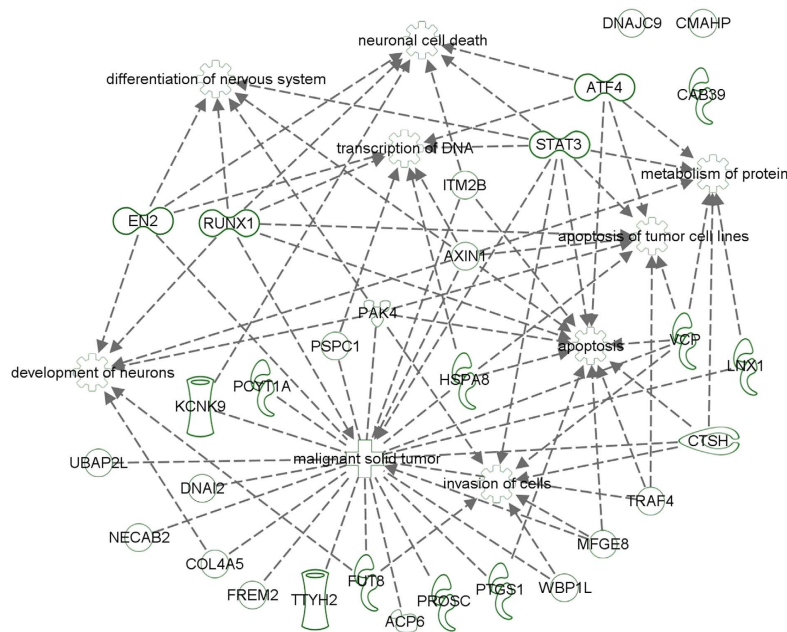 DNAJC9
CMAHP
neuronal cell death
differentiation of nervous system
ATF4
CAB39
transcription of DNA
STAT3
metabolism of protein
ITM2B
EN2
RUNX1
apoptosis of tumor cell lines
AXIN1
PAK4
PSPC1
apoptosis
VCP
development of neurons
HSPA8
LNX1
PCYT1A
KCNK9
CTSH
UBAP2L
malignant solid tumor
invasion of cells
DNAI2
TRAF4
NECAB2
MFGE8
COL4A5
FUT8
FREM2
TTYH2
PROSC
PTGS1
WBP1L
ACP6